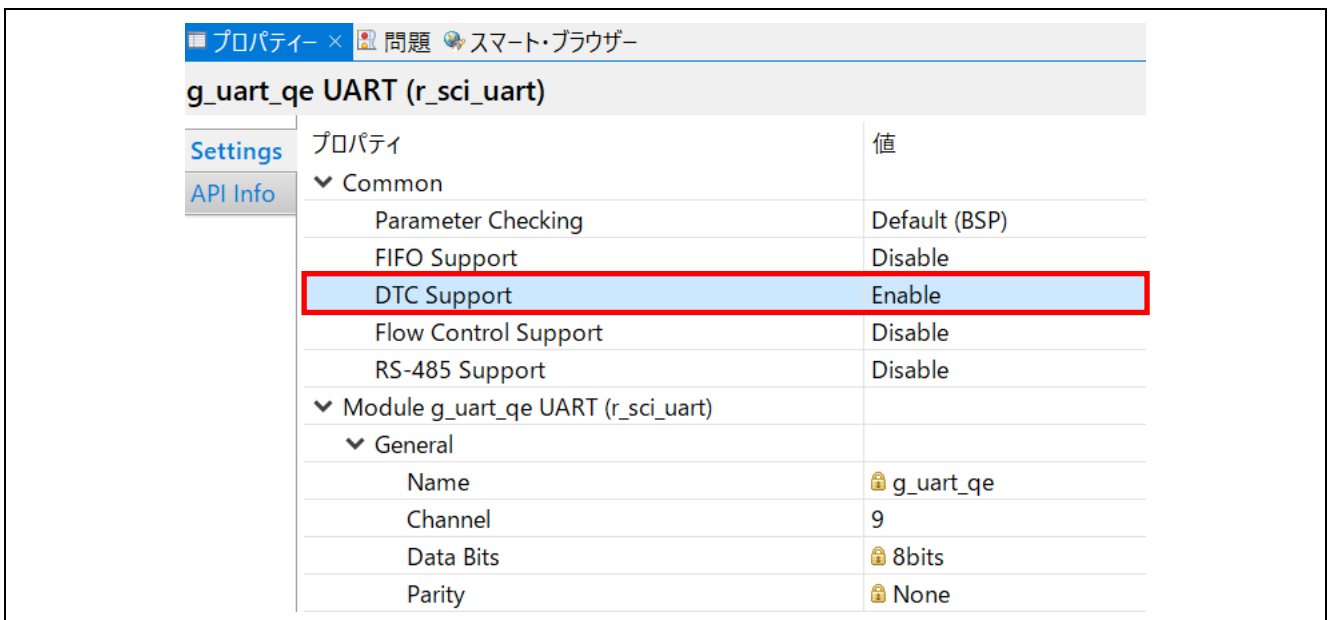 プロパティー × 問題 スマート・ブラウザー
g_uart_qe UART (r_sci_uart)
Settings
API Info
プロパティ 値
Common
Parameter Checking Default (BSP)
FIFO Support Disable
DTC Support Enable
Flow Control Support Disable
RS-485 Support Disable
Module g_uart_qe UART (r_sci_uart)
General
Name g_uart_qe
Channel 9
Data Bits 8bits
Parity None